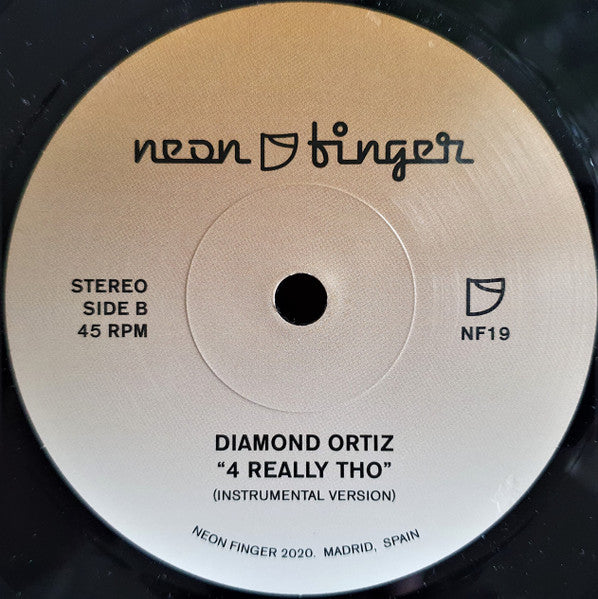 neon finger
STEREO
SIDE B
45 RPM
NF19
DIAMOND ORTIZ
“4 REALLY THO”
(INSTRUMENTAL VERSION)
NEON FINGER 2020. MADRID, SPAIN